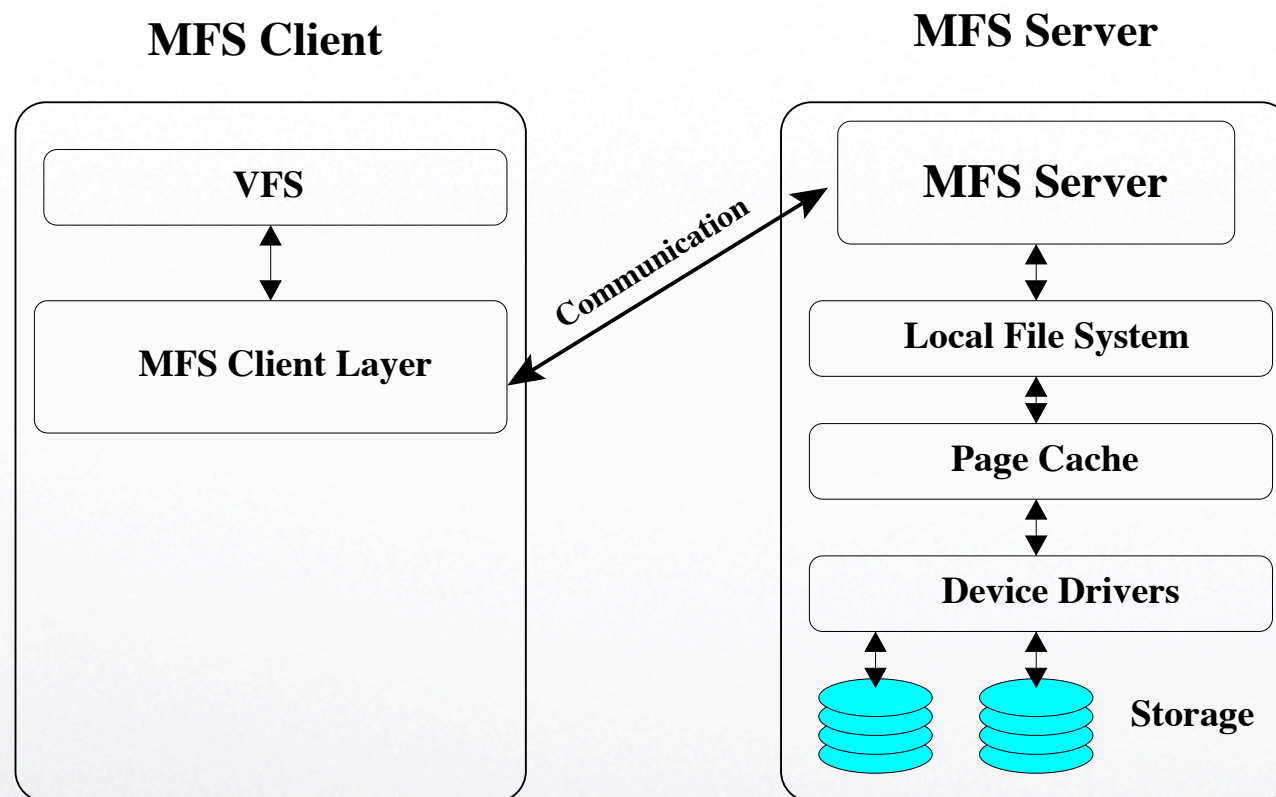 MFS Client
MFS Server
VFS
MFS Client Layer
Communication
MFS Server
Local File System
Page Cache
Device Drivers
Storage